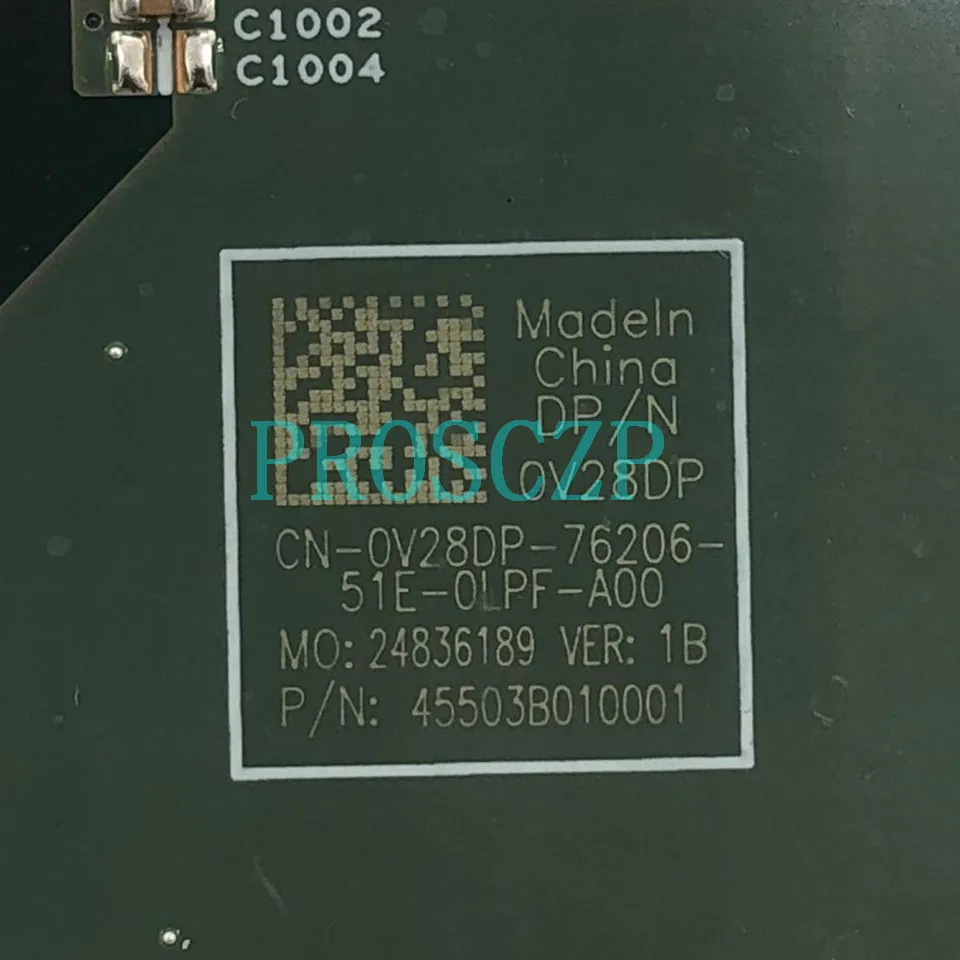 C1002
C1004
MadeIn
China
DP/N
0V28DP
PROSCZP
CN-0V28DP-76206-
51E-0LPF-A00
MO: 24836189 VER: 1B
P/N: 45503B010001